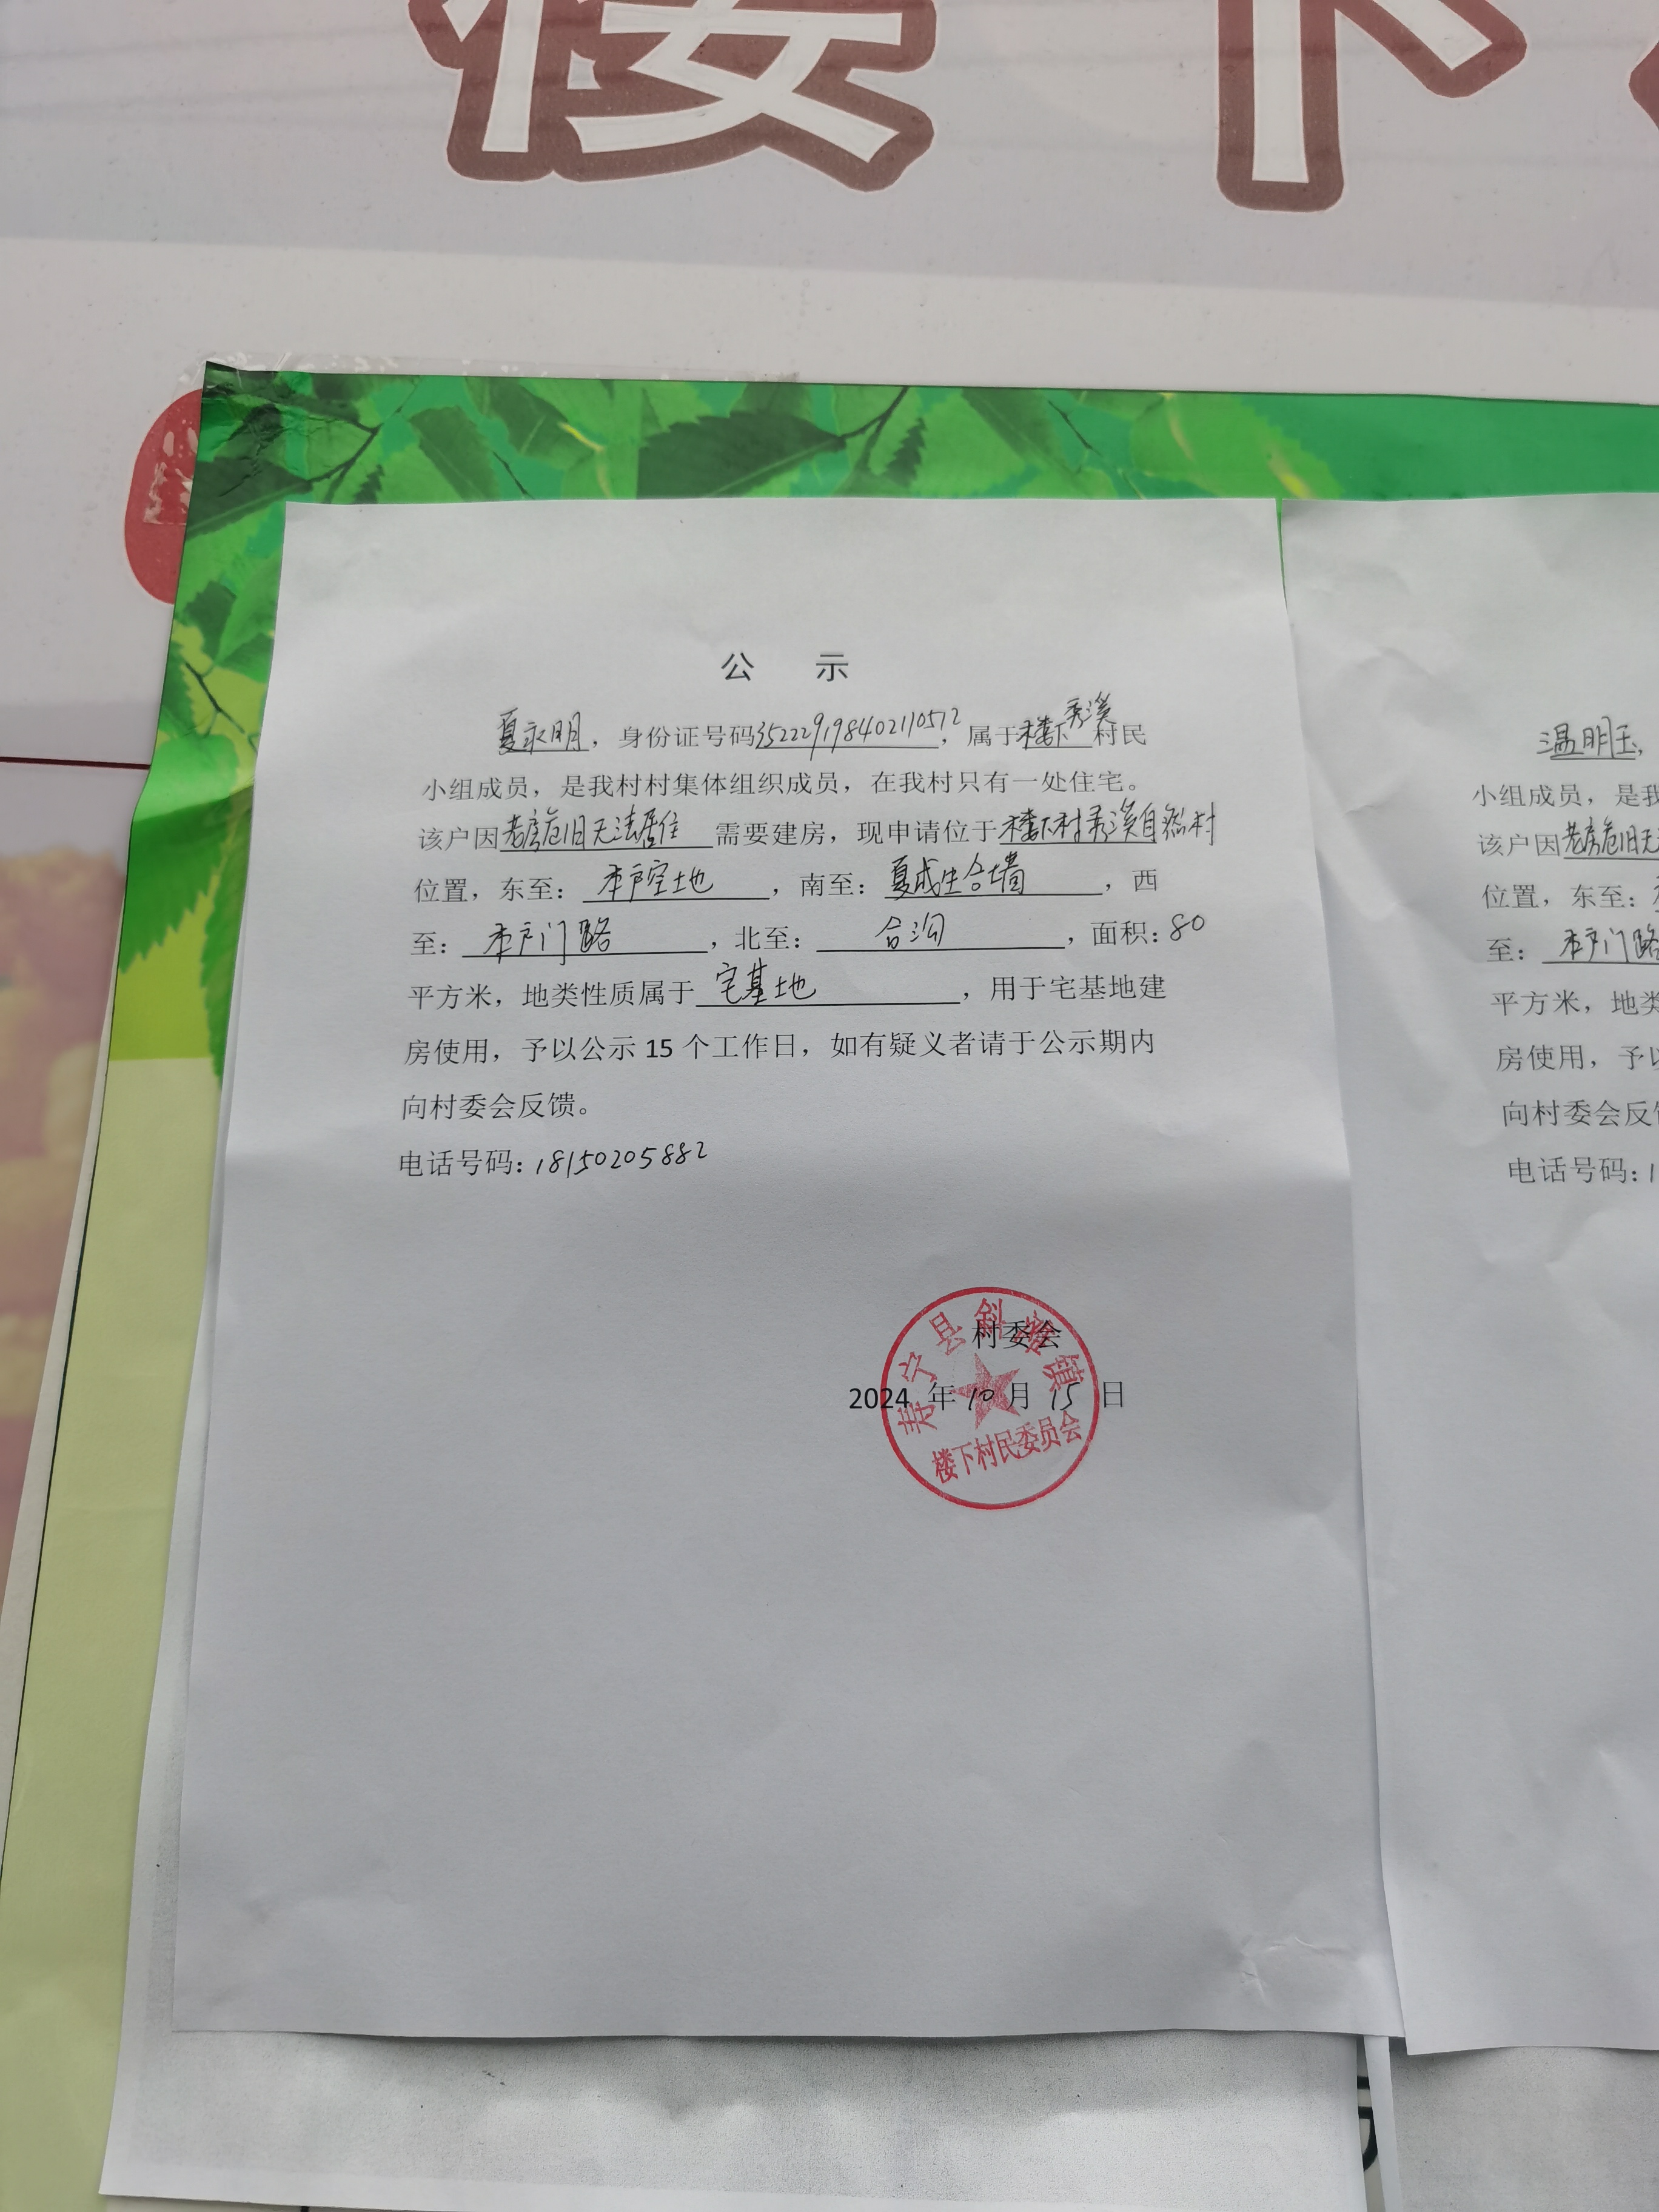 楼下
公 示
夏永明，身份证号码352229198402110512，属于楼下秀溪村民
小组成员，是我村村集体组织成员，在我村只有一处住宅。
该户因老房危旧无法居住需要建房，现申请位于楼下村秀溪自然村
位置，东至：本户空地，南至：夏成生合墙，西
至：本户门路，北至：合沟，面积：80
平方米，地类性质属于宅基地，用于宅基地建
房使用，予以公示15个工作日，如有疑义者请于公示期内
向村委会反馈。
电话号码：18150205882
村委会
2024 年10月15日
寿宁县斜滩镇
楼下村民委员会
温明玉，
小组成员，是我
该户因老房危旧无
位置，东至：
至：本户门路
平方米，地类
房使用，予以
向村委会反馈
电话号码：1